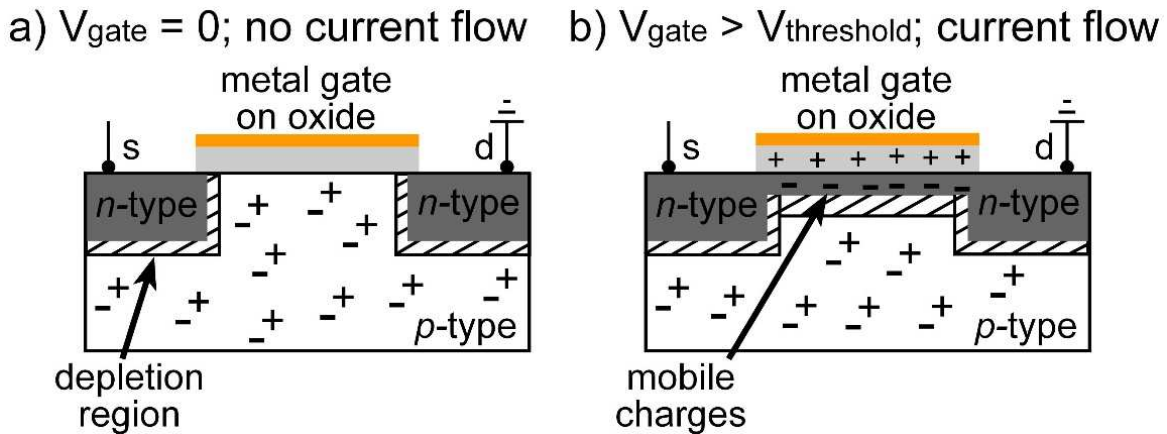 a) Vgate = 0; no current flow
metal gate
on oxide
s
d
n-type
n-type
p-type
depletion
region
b) Vgate > Vthreshold; current flow
metal gate
on oxide
s
d
n-type
n-type
p-type
mobile
charges